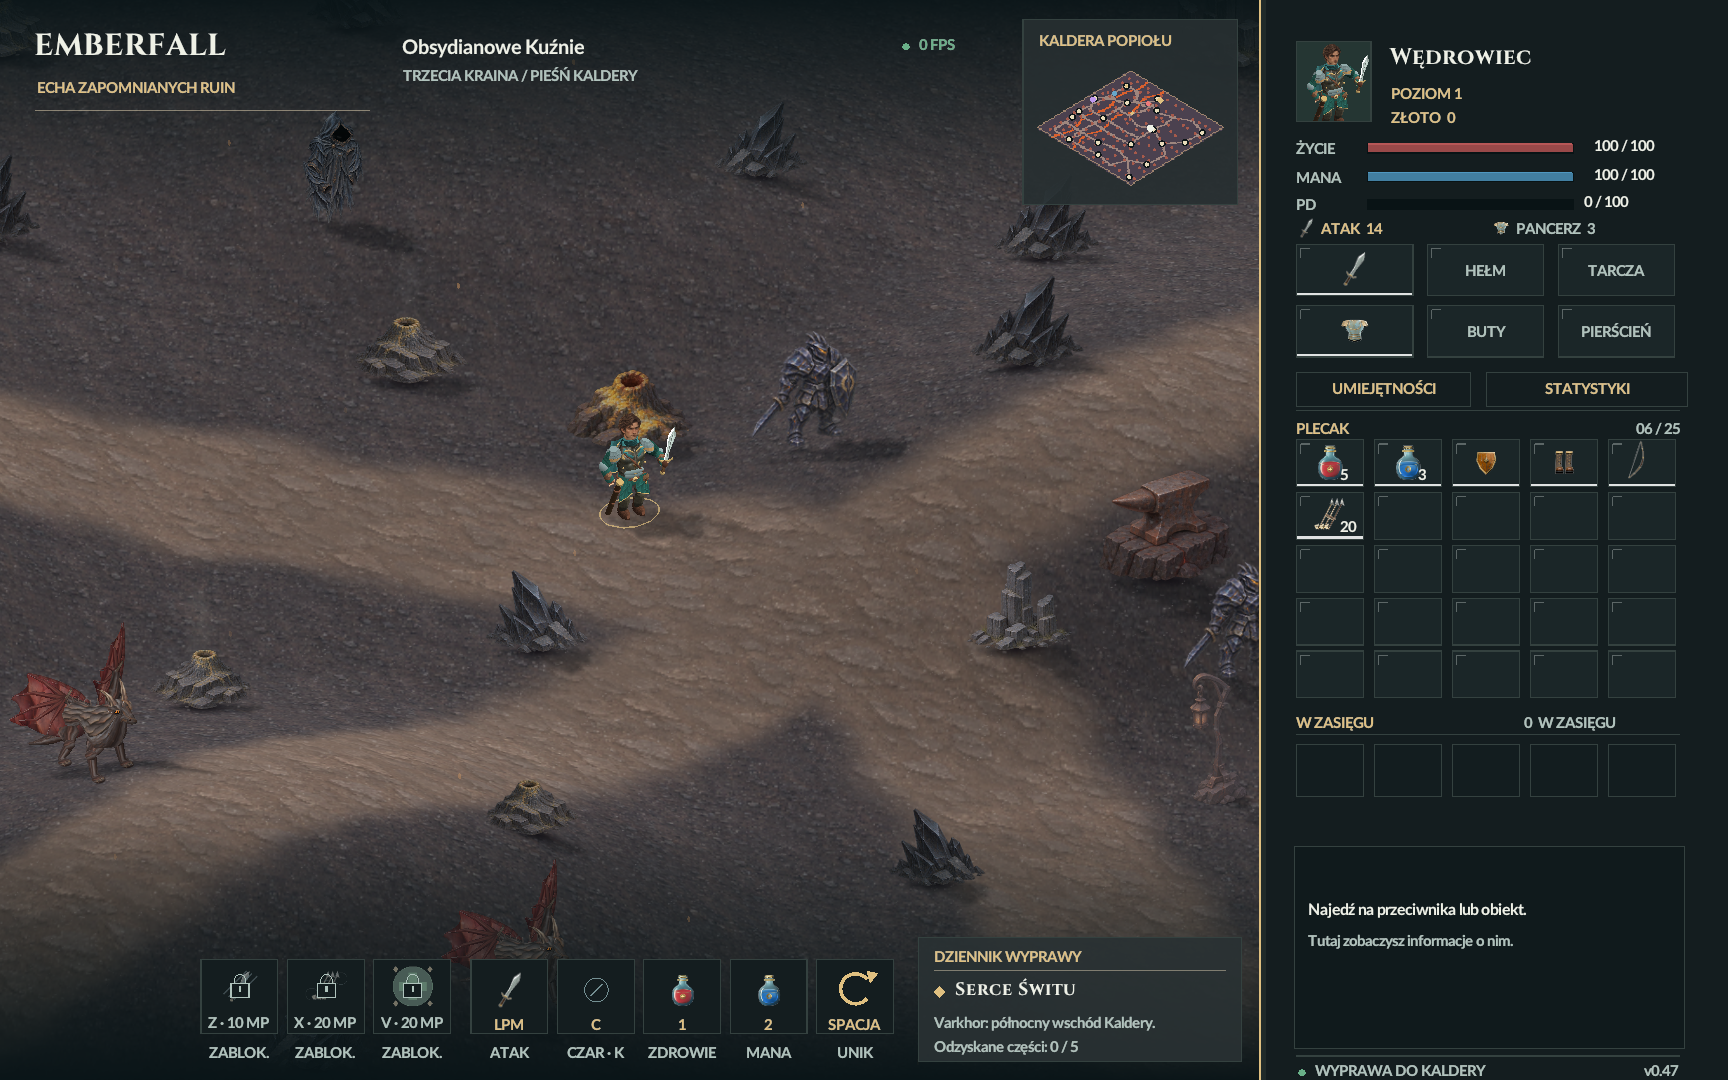 EMBERFALL
ECHA ZAPOMNIANYCH RUIN
Obsydianowe Kuźnie
TRZECIA KRAINA / PIEŚŃ KALDERY
0 FPS
KALDERA POPIOŁU
WĘDROWIEC
POZIOM 1
ZŁOTO 0
ŻYCIE 100 / 100
MANA 100 / 100
PD 0 / 100
ATAK 14 PANCERZ 3
HEŁM TARCZA
BUTY PIERŚCIEŃ
UMIEJĘTNOŚCI STATYSTYKI
PLECAK 06 / 25
5 3
20
W ZASIĘGU 0 W ZASIĘGU
Najedź na przeciwnika lub obiekt.
Tutaj zobaczysz informacje o nim.
WYPRAWA DO KALDERY v0.47
Z · 10 MP X · 20 MP V · 20 MP LPM C 1 2 SPACJA
ZABLOK. ZABLOK. ZABLOK. ATAK CZAR · K ZDROWIE MANA UNIK
DZIENNIK WYPRAWY
SERCE ŚWITU
Varkhor: północny wschód Kaldery.
Odzyskane części: 0 / 5